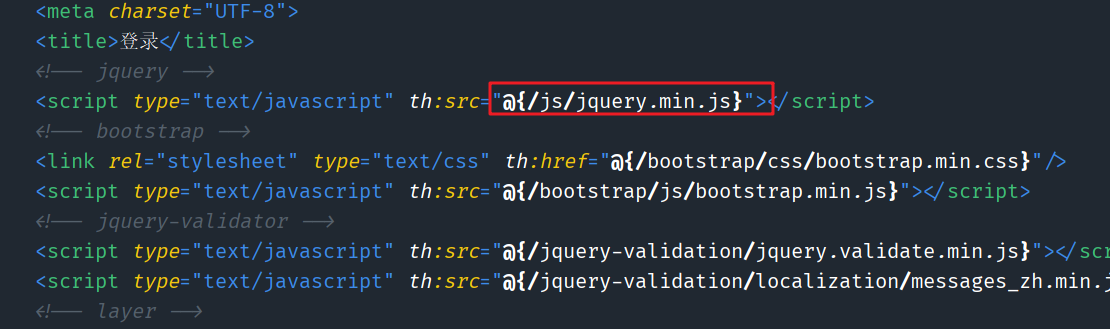 <meta charset="UTF-8">
<title>登录</title>
<!-- jquery -->
<script type="text/javascript" th:src="@{/js/jquery.min.js}"></script>
<!-- bootstrap -->
<link rel="stylesheet" type="text/css" th:href="@{/bootstrap/css/bootstrap.min.css}"/>
<script type="text/javascript" th:src="@{/bootstrap/js/bootstrap.min.js}"></script>
<!-- jquery-validator -->
<script type="text/javascript" th:src="@{/jquery-validation/jquery.validate.min.js}"></scr
<script type="text/javascript" th:src="@{/jquery-validation/localization/messages_zh.min.j
<!-- layer -->